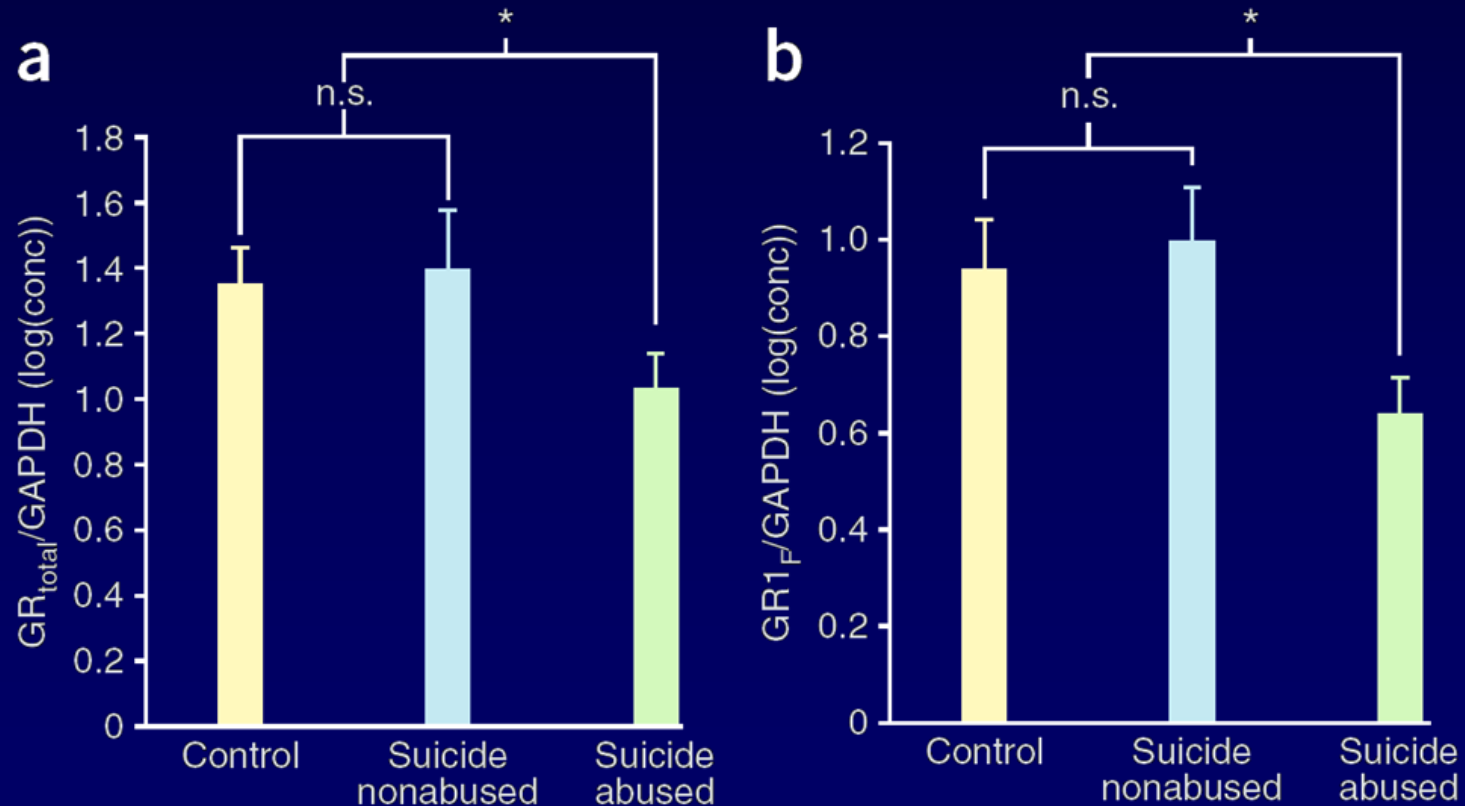 a
*
n.s.
1.8
1.6
1.4
1.2
1.0
0.8
0.6
0.4
0.2
0
GRtotal/GAPDH (log(conc))
Control
Suicide
nonabused
Suicide
abused
b
*
n.s.
1.2
1.0
0.8
0.6
0.4
0.2
0
GR1F/GAPDH (log(conc))
Control
Suicide
nonabused
Suicide
abused